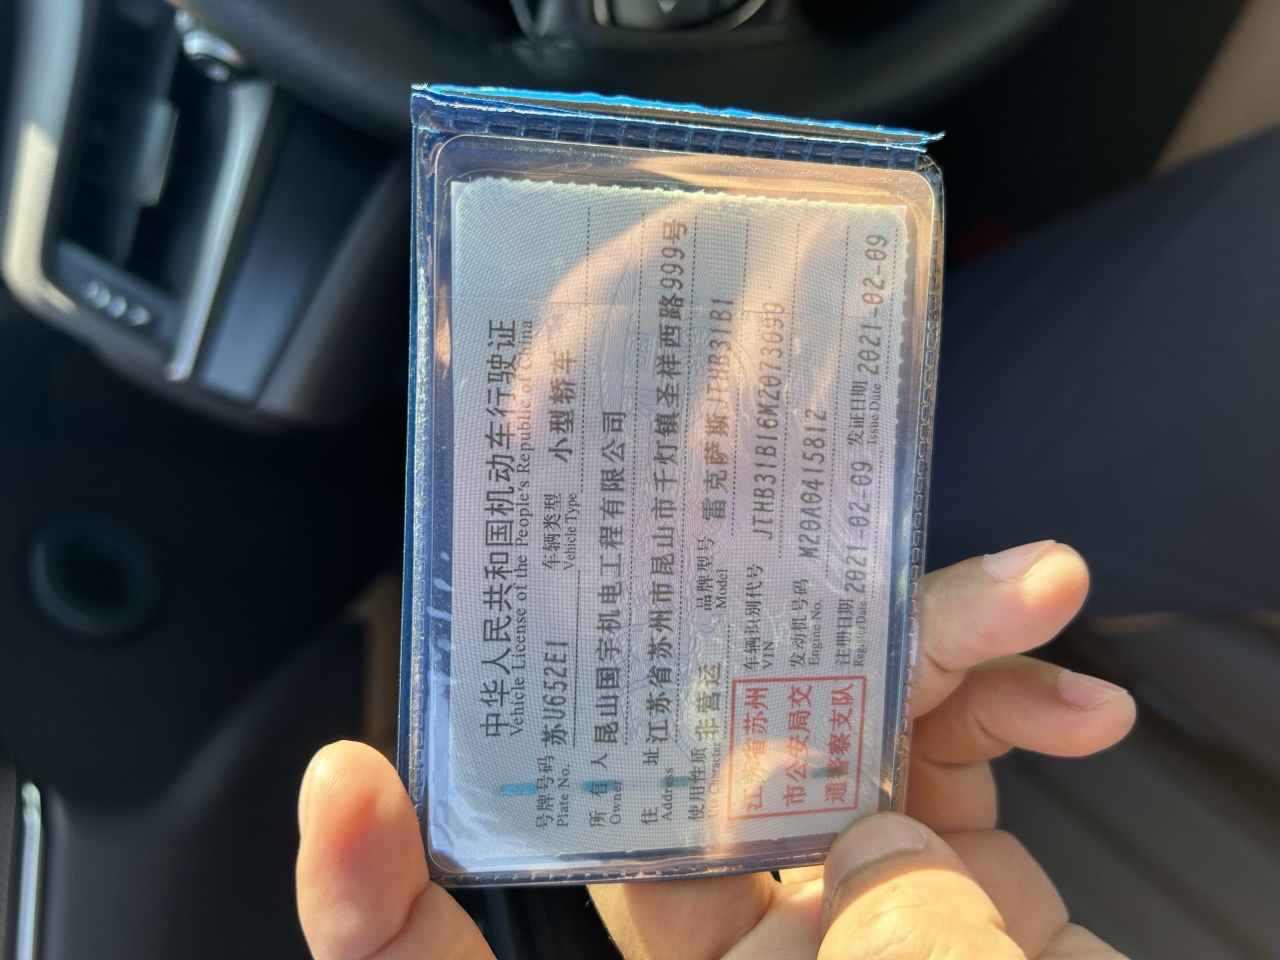 中华人民共和国机动车行驶证
Vehicle License of the People's Republic of China
号牌号码 苏U652E1 车辆类型 小型轿车
Plate No. Vehicle Type
所有人 昆山国宇机电工程有限公司
Owner
住址 江苏省苏州市昆山市千灯镇圣祥西路999号
Address
使用性质 非营运 品牌型号 雷克萨斯JTHB31B1
Use Character Model
江苏省苏州
市公安局交
通警察支队
车辆识别代号 JTHB31B16M2073099
VIN
发动机号码 M20A0415812
Engine No.
注册日期 2021-02-09 发证日期 2021-02-09
Register Date Issue Date